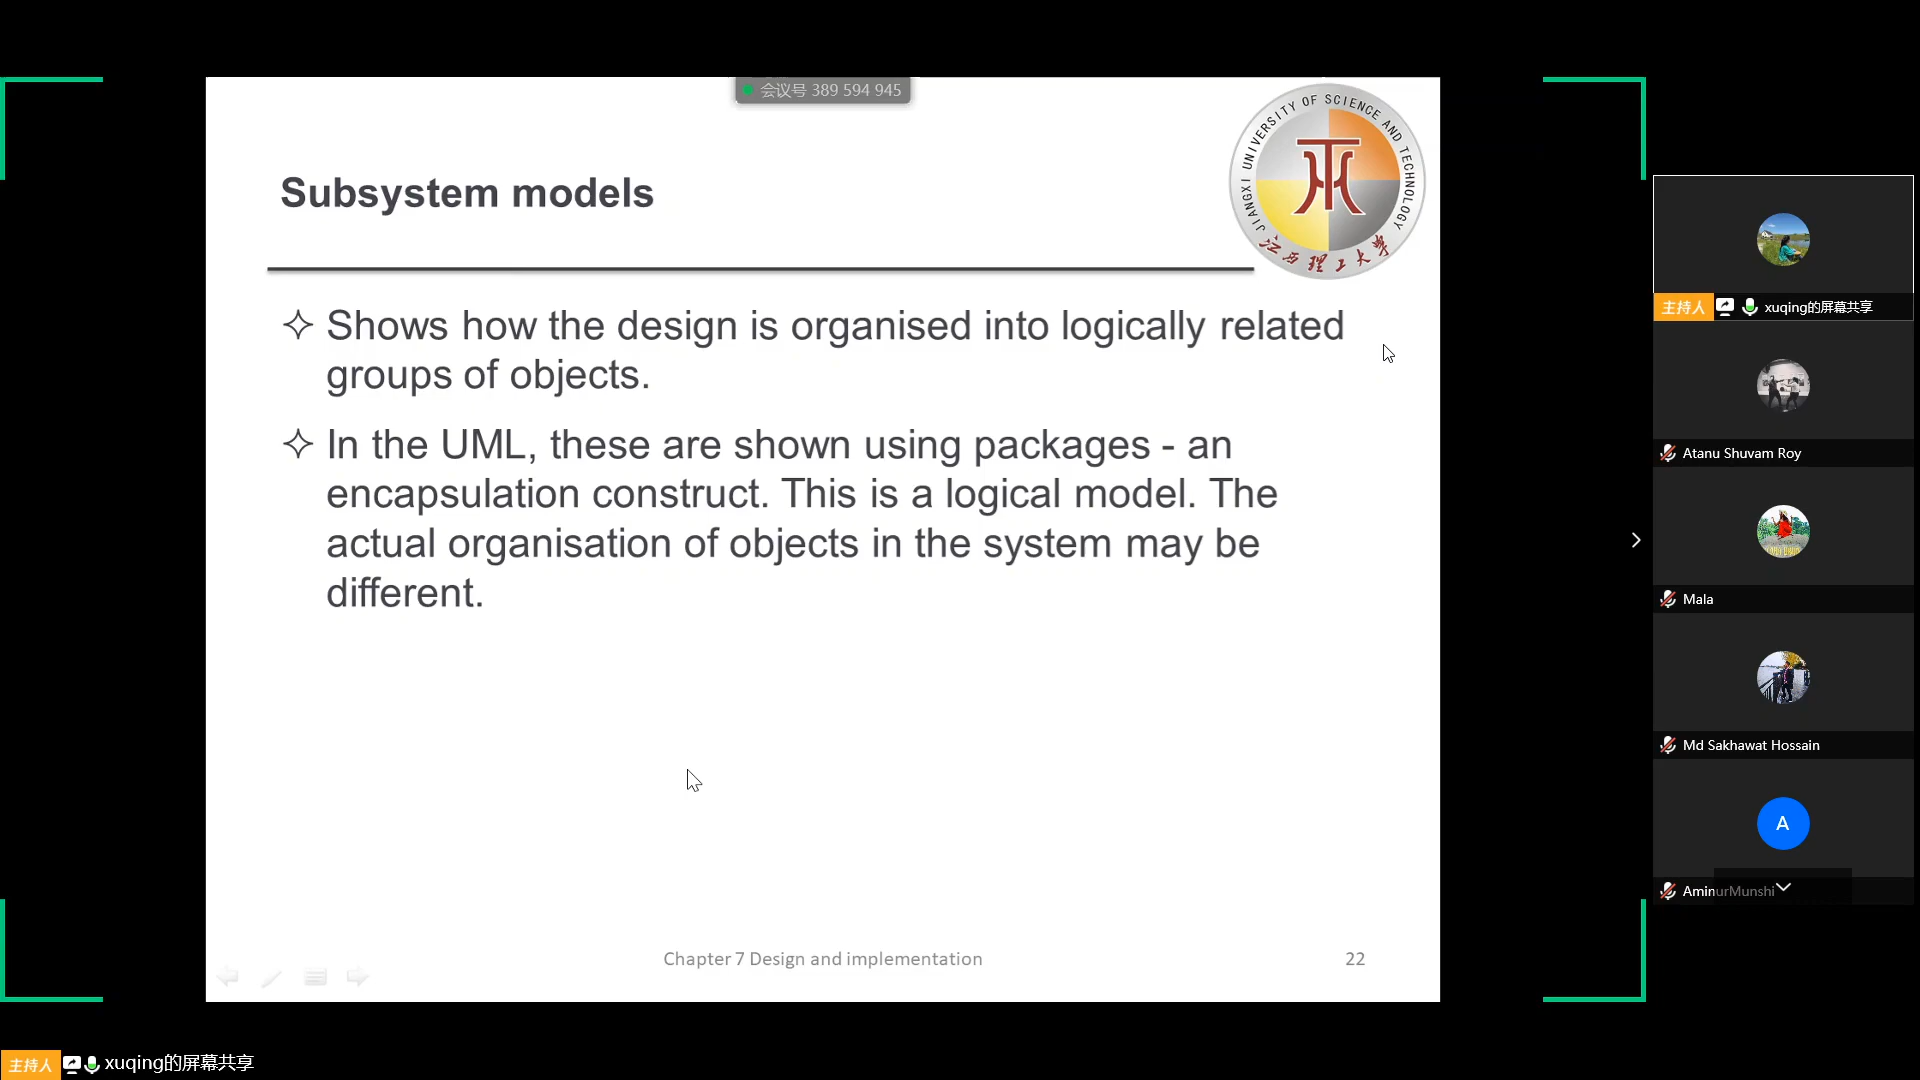 会议号 389 594 945
JIANGXI UNIVERSITY OF SCIENCE AND TECHNOLOGY
江西理工大学
Subsystem models
Shows how the design is organised into logically related
groups of objects.
In the UML, these are shown using packages - an
encapsulation construct. This is a logical model. The
actual organisation of objects in the system may be
different.
Chapter 7 Design and implementation
22
主持人 xuqing的屏幕共享
Atanu Shuvam Roy
Mala
Md Sakhawat Hossain
A
AminurMunshi
主持人 xuqing的屏幕共享